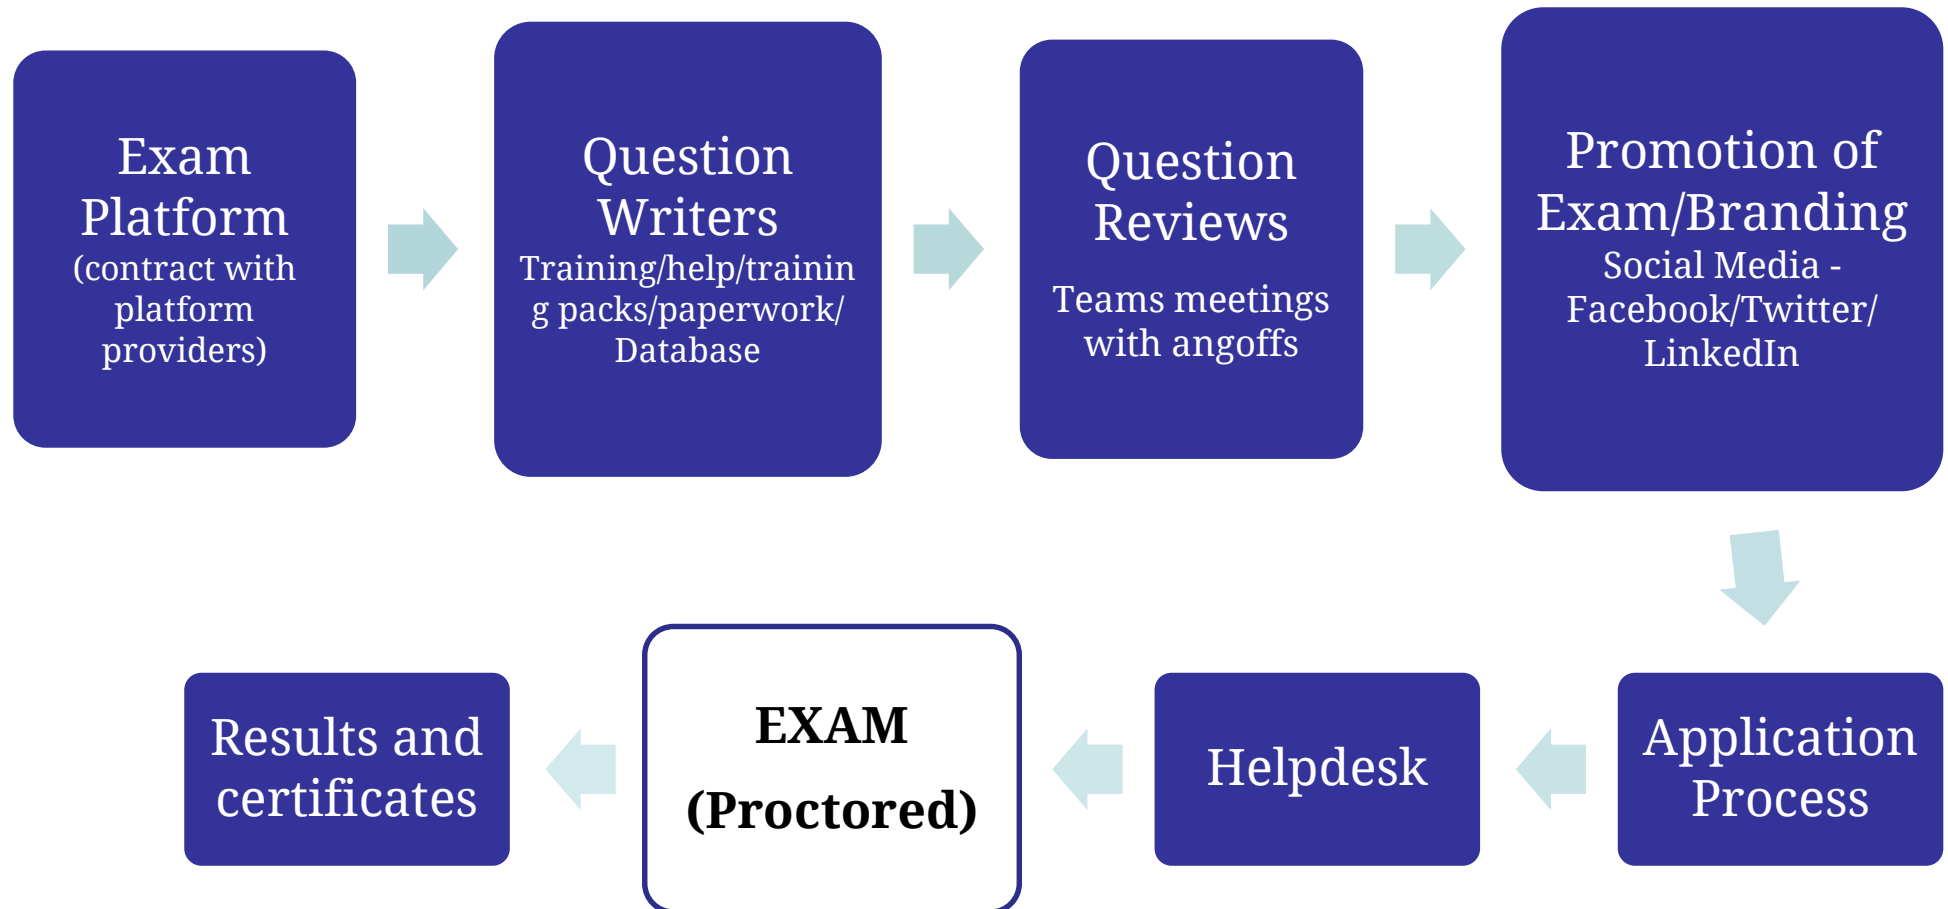 Exam
Platform
(contract with
platform
providers)
Question
Writers
Training/help/trainin
g packs/paperwork/
Database
Question
Reviews
Teams meetings
with angoffs
Promotion of
Exam/Branding
Social Media -
Facebook/Twitter/
LinkedIn
Application
Process
Helpdesk
EXAM
(Proctored)
Results and
certificates